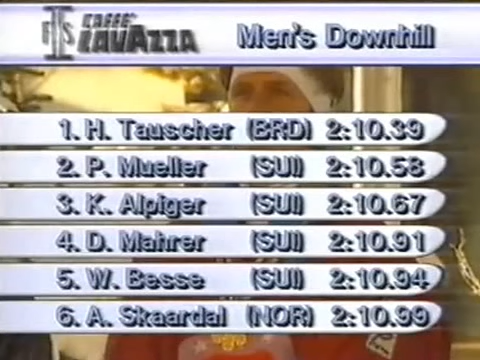 FIS CAFFÈ LAVAZZA Men's Downhill
1. H. Tauscher (BRD) 2:10.39
2. P. Mueller (SUI) 2:10.58
3. K. Alpiger (SUI) 2:10.67
4. D. Mahrer (SUI) 2:10.91
5. W. Besse (SUI) 2:10.94
6. A. Skaardal (NOR) 2:10.99